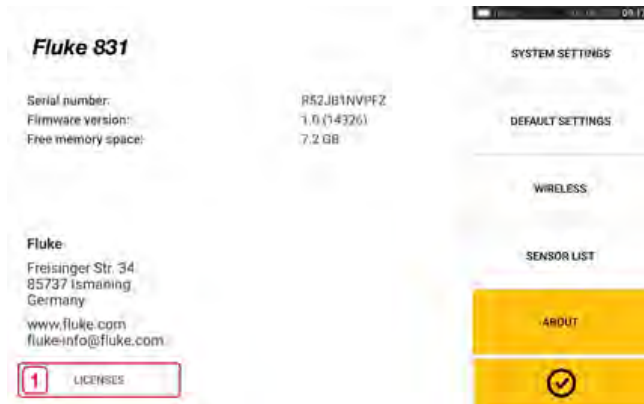 Fluke 831
Serial number:
Firmware version: 1.0 (14326)
Free memory space: 7.2 GB
Fluke
Freisinger Str. 34
85737 Ismaning
Germany
www.fluke.com
fluke-info@fluke.com
1 LICENSES
SYSTEM SETTINGS
DEFAULT SETTINGS
WIRELESS
SENSOR LIST
ABOUT